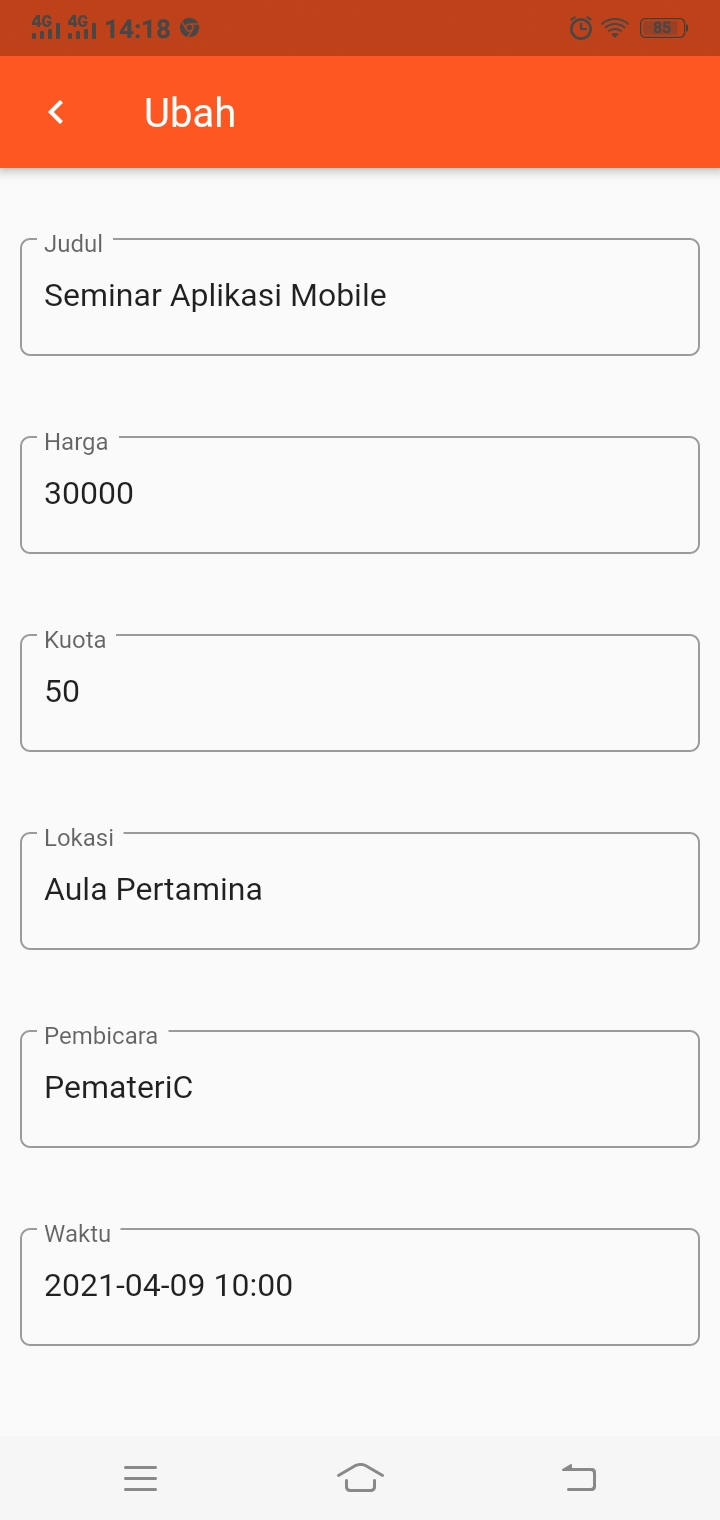 4G 4G 14:18 85
Ubah
Judul
Seminar Aplikasi Mobile
Harga
30000
Kuota
50
Lokasi
Aula Pertamina
Pembicara
PemateriC
Waktu
2021-04-09 10:00